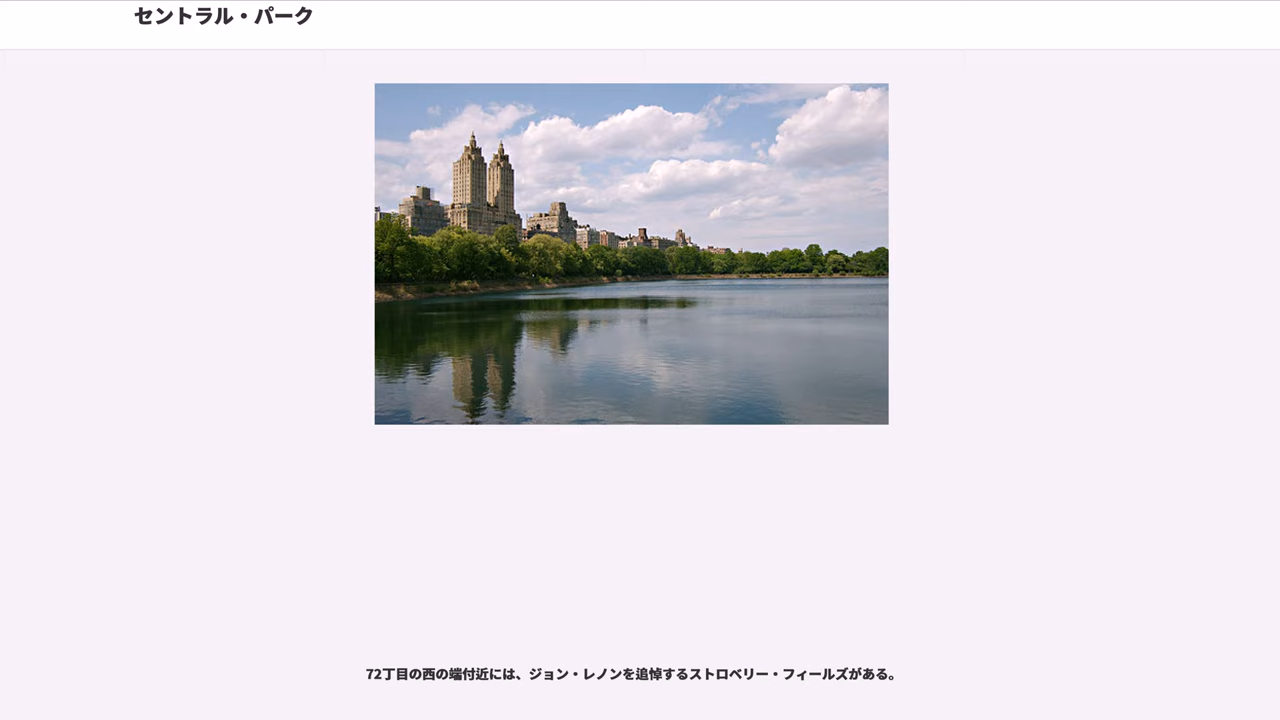 セントラル・パーク
72丁目の西の端付近には、ジョン・レノンを追悼するストロベリー・フィールズがある。